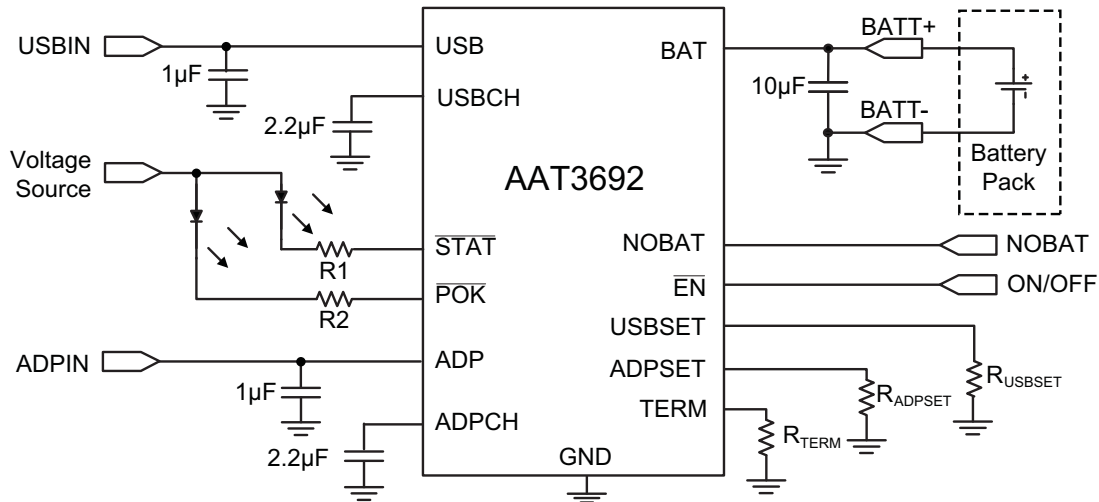 USBIN
1µF
USB
USBCH
2.2µF
Voltage
Source
R1
STAT
R2
POK
ADPIN
ADP
1µF
ADPCH
2.2µF
AAT3692
GND
BAT
BATT+
10µF
BATT-
+
-
Battery
Pack
NOBAT
NOBAT
EN
ON/OFF
USBSET
RUSBSET
ADPSET
RADPSET
TERM
RTERM